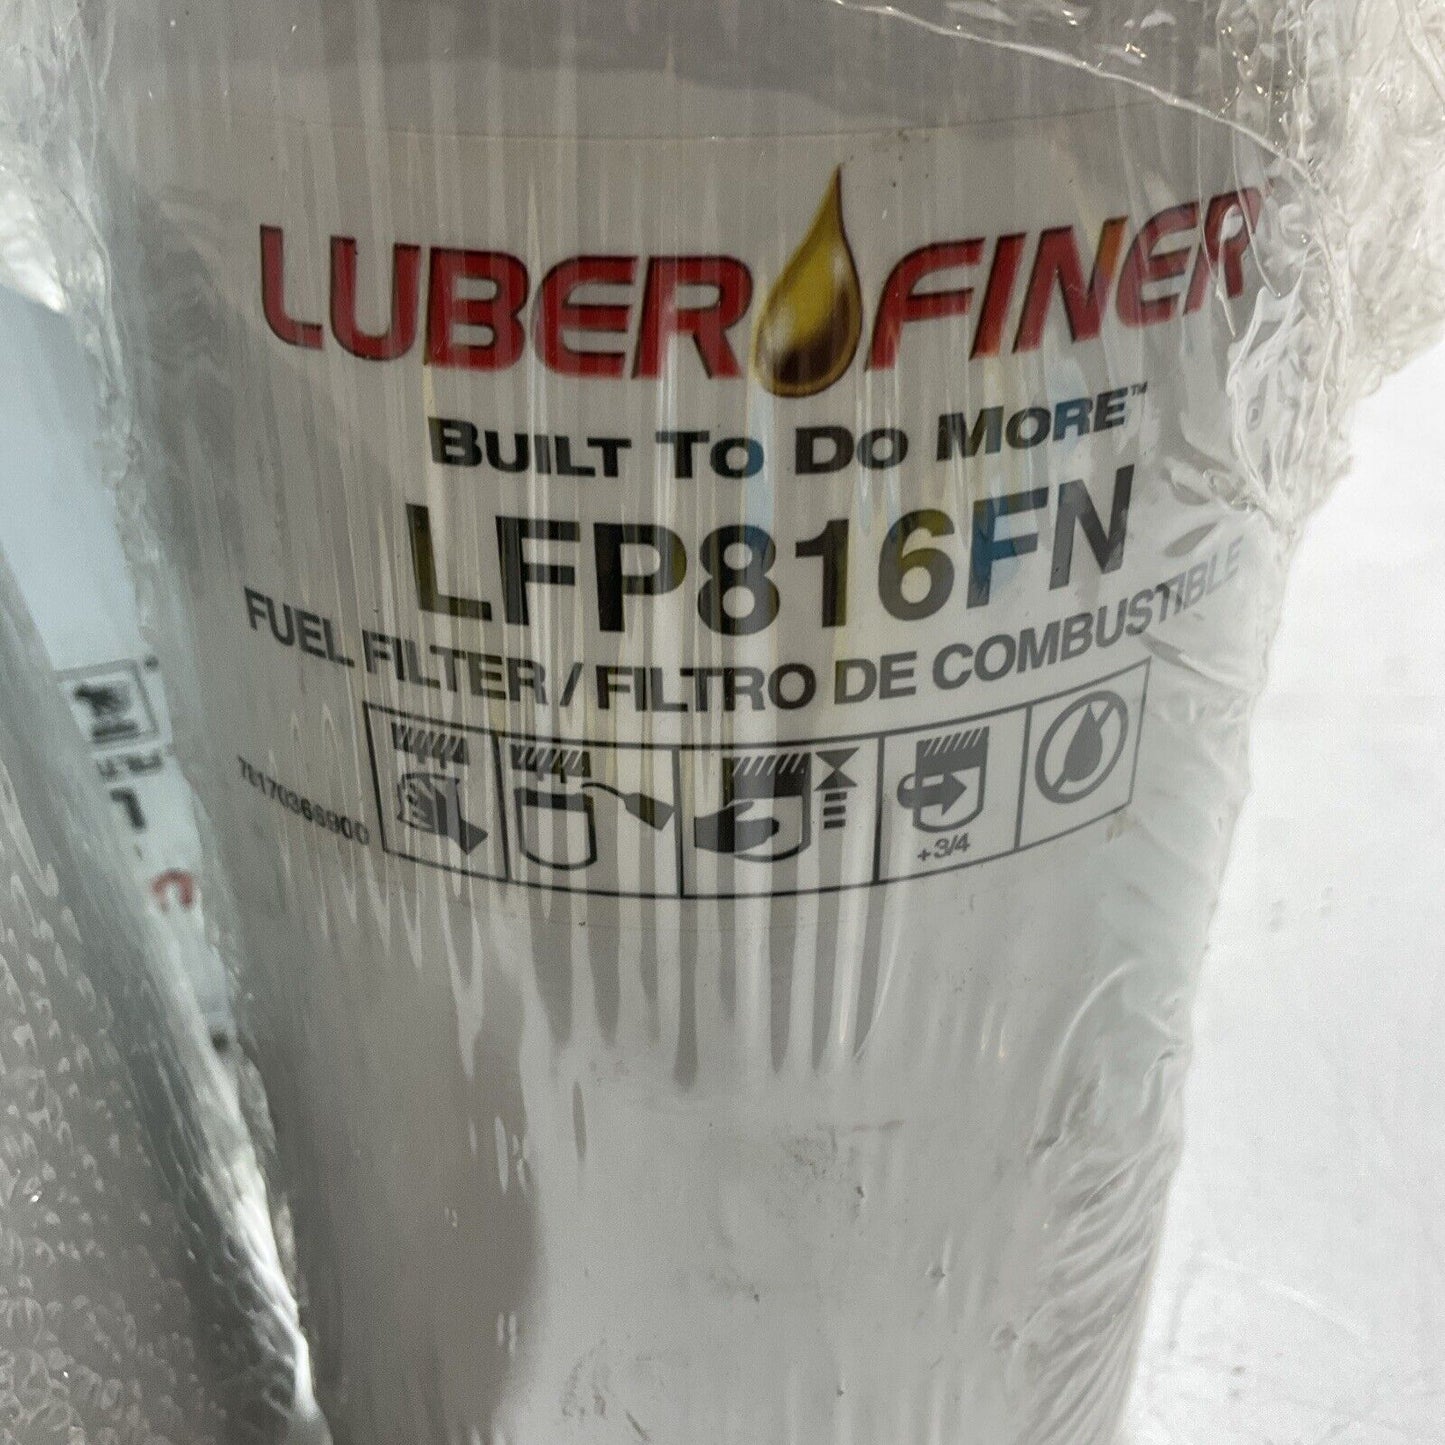 LUBERFINER
BUILT TO DO MORE™
LFP816FN
FUEL FILTER / FILTRO DE COMBUSTIBLE
+3/4